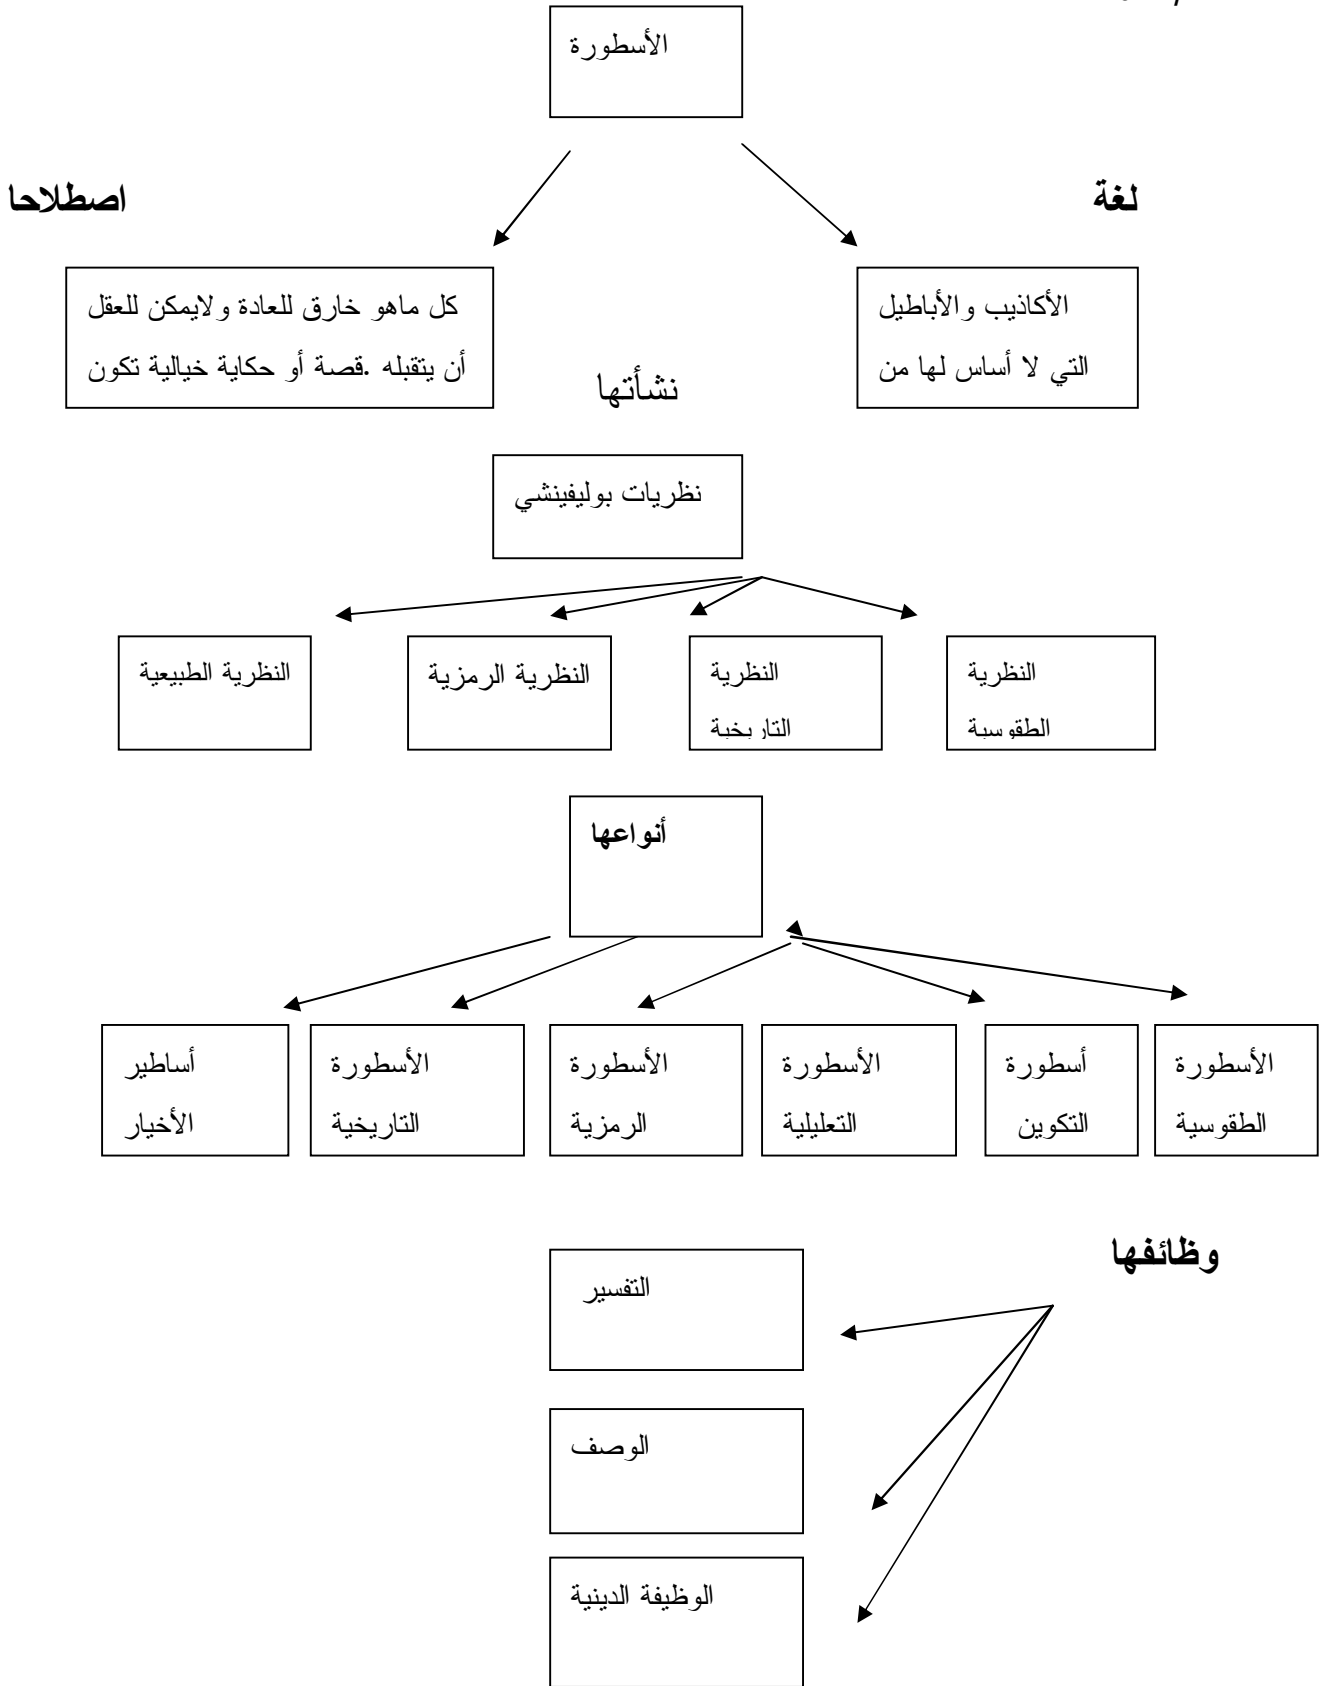 الأسطورة
لغة
اصطلاحا
الأكاذيب والأباطيل
التي لا أساس لها من
كل ماهو خارق للعادة ولايمكن للعقل
أن يتقبله .قصة أو حكاية خيالية تكون
نشأتها
نظريات بوليفينشي
النظرية
الطقوسية
النظرية
التاريخية
النظرية الرمزية
النظرية الطبيعية
أنواعها
الأسطورة
الطقوسية
أسطورة
التكوين
الأسطورة
التعليلية
الأسطورة
الرمزية
الأسطورة
التاريخية
أساطير
الأخيار
وظائفها
التفسير
الوصف
الوظيفة الدينية